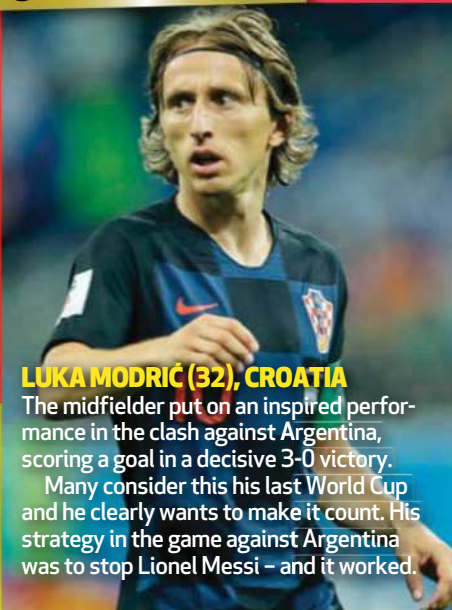 LUKA MODRIĆ (32), CROATIA
The midfielder put on an inspired perfor-
mance in the clash against Argentina,
scoring a goal in a decisive 3-0 victory.
Many consider this his last World Cup
and he clearly wants to make it count. His
strategy in the game against Argentina
was to stop Lionel Messi – and it worked.